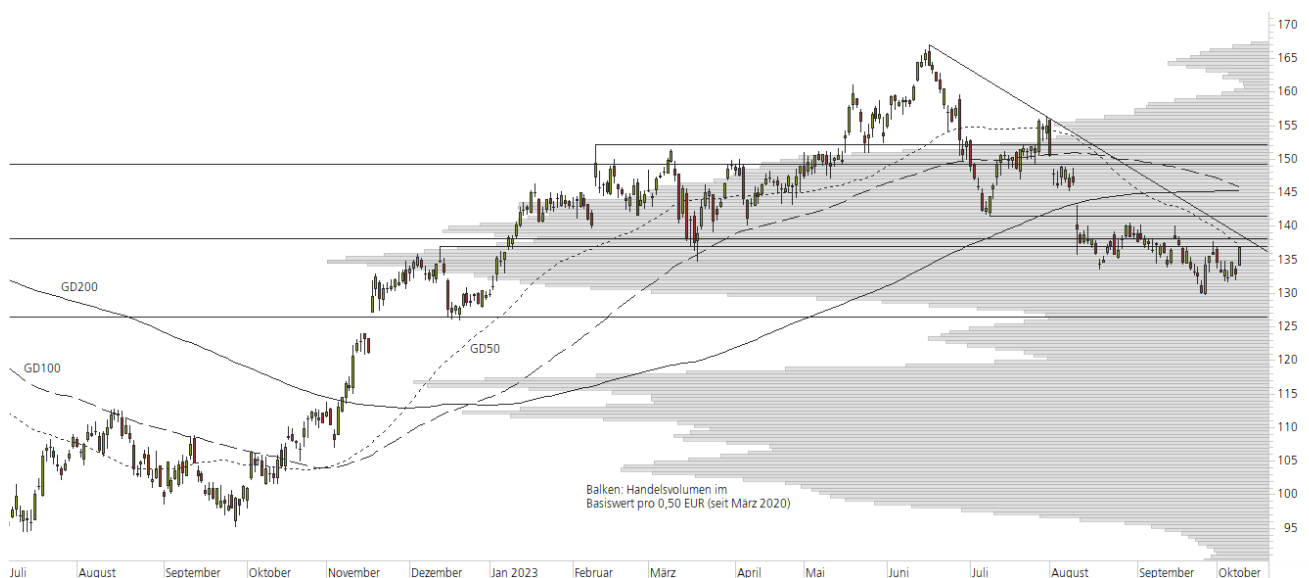 170
165
160
155
150
145
140
135
130
125
120
115
110
105
100
95
GD200
GD100
GD50
Balken: Handelsvolumen im
Basiswert pro 0,50 EUR (seit März 2020)
Juli August September Oktober November Dezember Jan 2023 Februar März April Mai Juni Juli August September Oktober